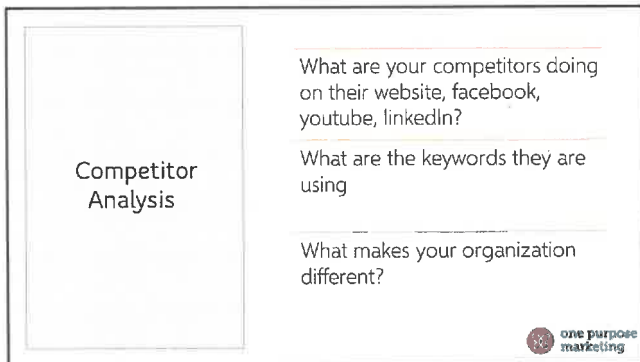 Competitor
Analysis
What are your competitors doing
on their website, facebook,
youtube, linkedIn?
What are the keywords they are
using
What makes your organization
different?
one purpose
marketing